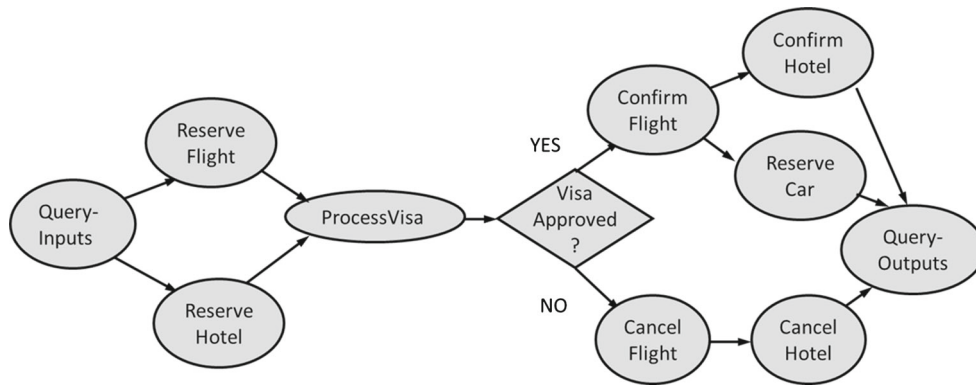 Query-
Inputs
Reserve
Flight
Reserve
Hotel
ProcessVisa
Visa
Approved
?
YES
NO
Confirm
Flight
Confirm
Hotel
Reserve
Car
Cancel
Flight
Cancel
Hotel
Query-
Outputs